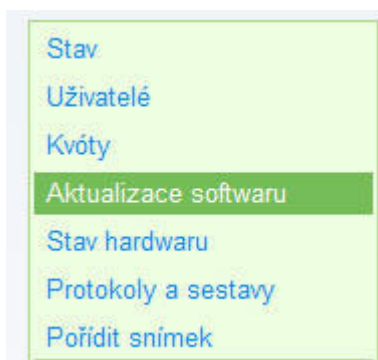 Stav
Uživatelé
Kvóty
Aktualizace softwaru
Stav hardwaru
Protokoly a sestavy
Pořídit snímek